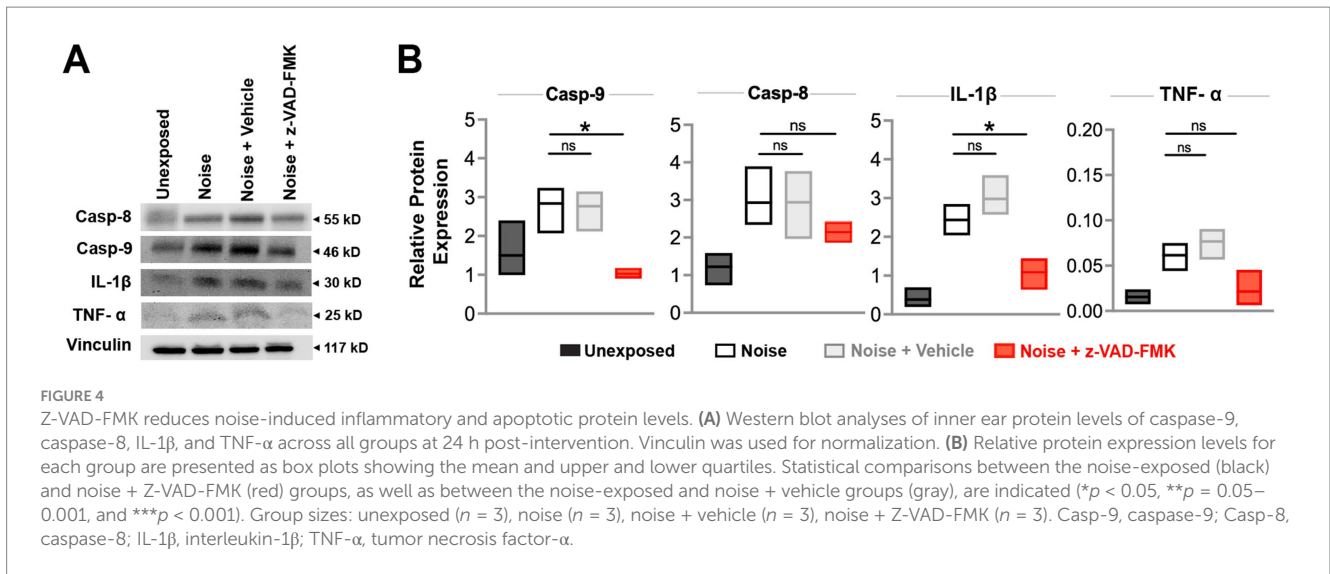 A
Unexposed
Noise
Noise + Vehicle
Noise + z-VAD-FMK
Casp-8
◄ 55 kD
Casp-9
◄ 46 kD
IL-1β
◄ 30 kD
TNF- α
◄ 25 kD
Vinculin
◄ 117 kD
B
Relative Protein
Expression
Casp-9
5
4
3
2
1
0
*
ns
Casp-8
5
4
3
2
1
0
ns
ns
IL-1β
5
4
3
2
1
0
*
ns
TNF- α
0.20
0.15
0.10
0.05
0.00
ns
ns
Unexposed
Noise
Noise + Vehicle
Noise + z-VAD-FMK
FIGURE 4
Z-VAD-FMK reduces noise-induced inflammatory and apoptotic protein levels. (A) Western blot analyses of inner ear protein levels of caspase-9,
caspase-8, IL-1β, and TNF-α across all groups at 24 h post-intervention. Vinculin was used for normalization. (B) Relative protein expression levels for
each group are presented as box plots showing the mean and upper and lower quartiles. Statistical comparisons between the noise-exposed (black)
and noise + Z-VAD-FMK (red) groups, as well as between the noise-exposed and noise + vehicle groups (gray), are indicated (*p < 0.05, **p = 0.05–
0.001, and ***p < 0.001). Group sizes: unexposed (n = 3), noise (n = 3), noise + vehicle (n = 3), noise + Z-VAD-FMK (n = 3). Casp-9, caspase-9; Casp-8,
caspase-8; IL-1β, interleukin-1β; TNF-α, tumor necrosis factor-α.